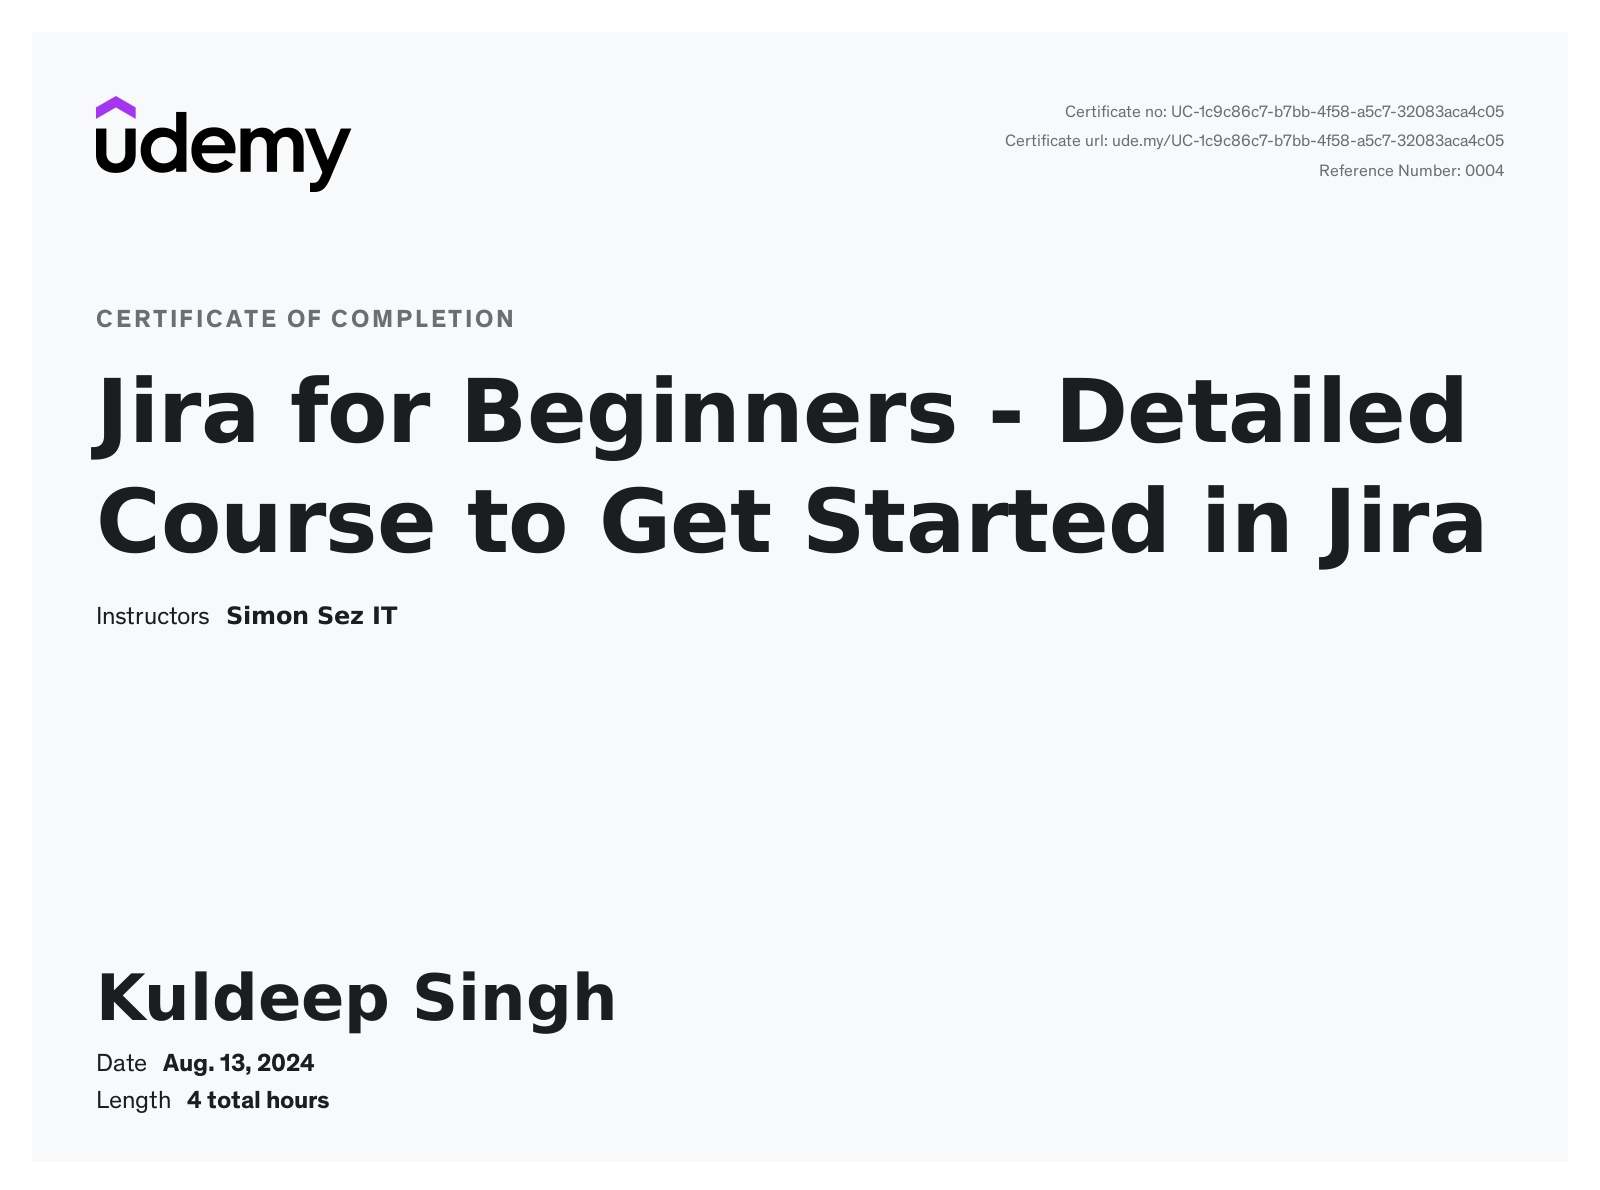 udemy
Certificate no: UC-1c9c86c7-b7bb-4f58-a5c7-32083aca4c05
Certificate url: ude.my/UC-1c9c86c7-b7bb-4f58-a5c7-32083aca4c05
Reference Number: 0004
CERTIFICATE OF COMPLETION
Jira for Beginners - Detailed
Course to Get Started in Jira
Instructors Simon Sez IT
Kuldeep Singh
Date Aug. 13, 2024
Length 4 total hours